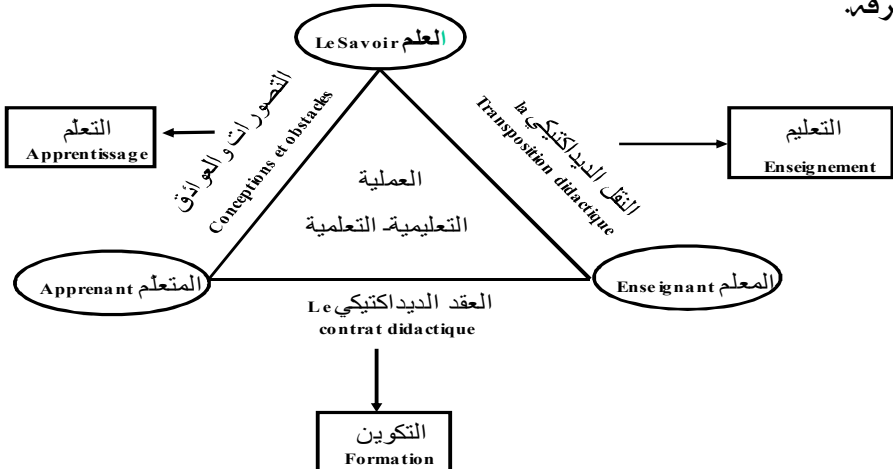 رفه.
العلم Le Savoir
التصورات والعوائق
Conceptions et obstacles
النقل الديداكتيكي la
Transposition didactique
التعلّم
Apprentissage
التعليم
Enseignement
العملية
التعليمية- التعلمية
المتعلّم Apprenant
المعلم Enseignant
العقد الديداكتيكي Le
contrat didactique
التكوين
Formation